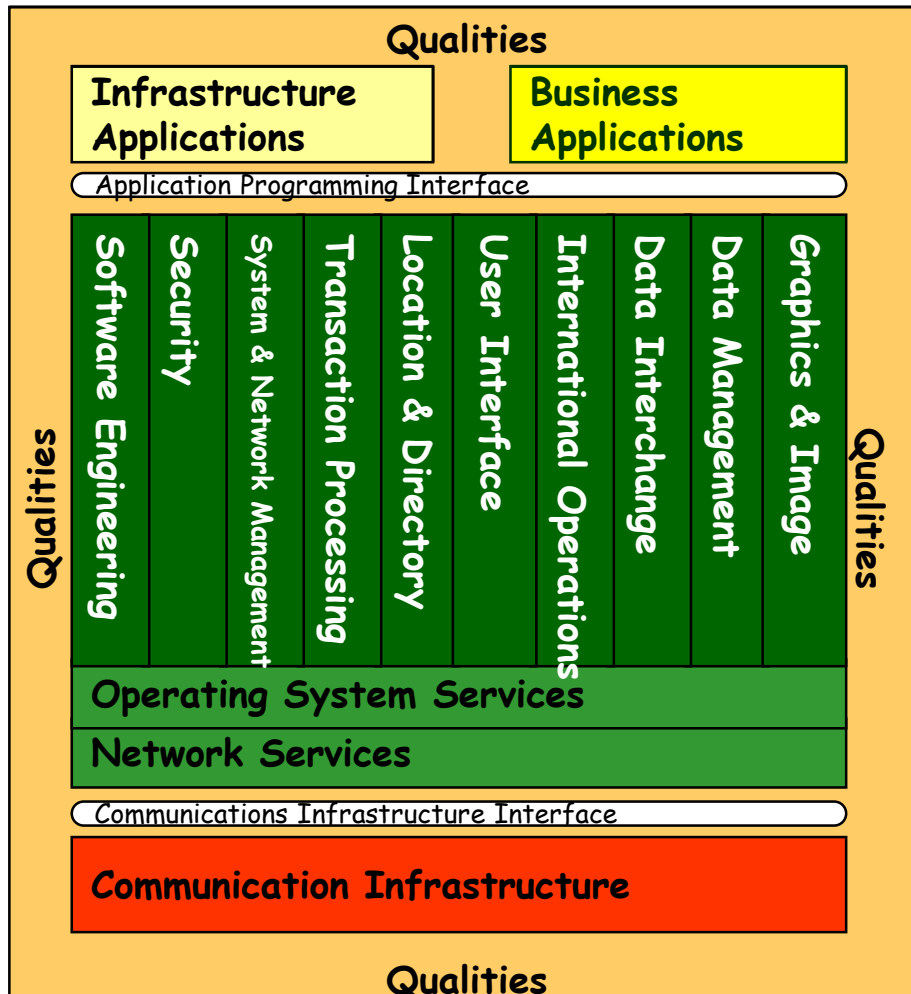 Qualities
Infrastructure
Applications
Business
Applications
Application Programming Interface
Software Engineering
Security
System & Network Management
Transaction Processing
Location & Directory
User Interface
International Operations
Data Interchange
Data Management
Graphics & Image
Qualities
Qualities
Operating System Services
Network Services
Communications Infrastructure Interface
Communication Infrastructure
Qualities